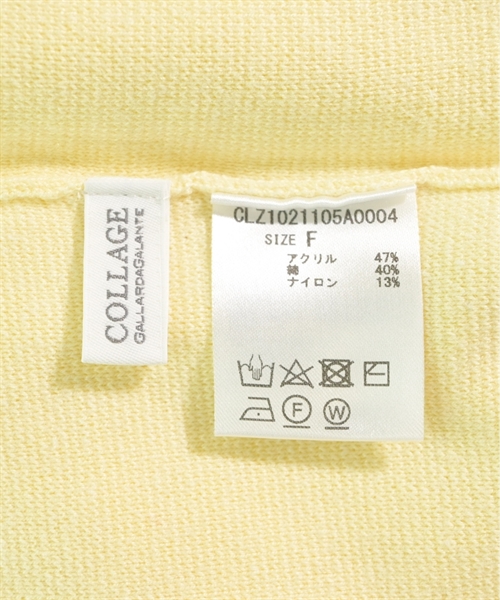 COLLAGE
GALLARDAGALANTE
CLZ1021105A0004
SIZE F
アクリル 47%
綿 40%
ナイロン 13%
F
W